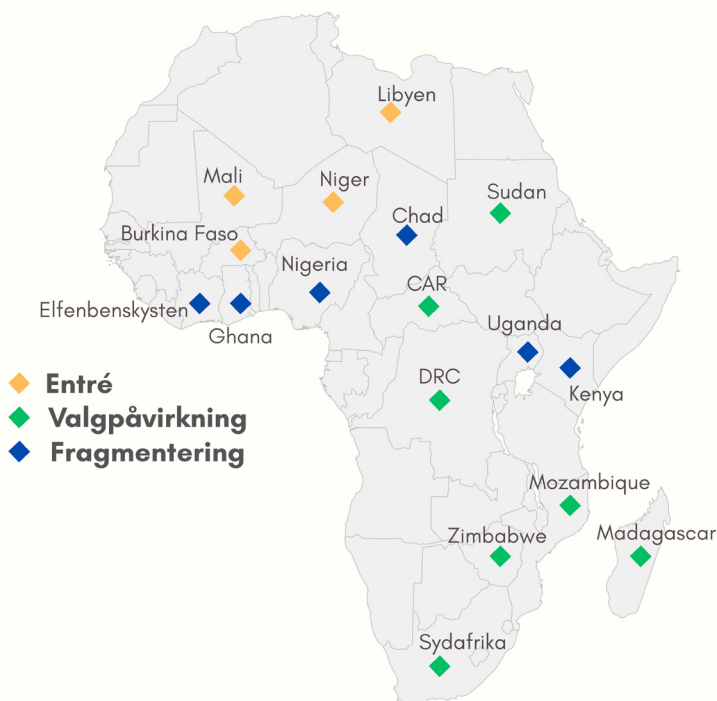 Libyen
Mali
Niger
Sudan
Chad
Burkina Faso
Nigeria
CAR
Elfenbenskysten
Ghana
Uganda
Entré
DRC
Kenya
Valgpåvirkning
Fragmentering
Mozambique
Zimbabwe
Madagascar
Sydafrika